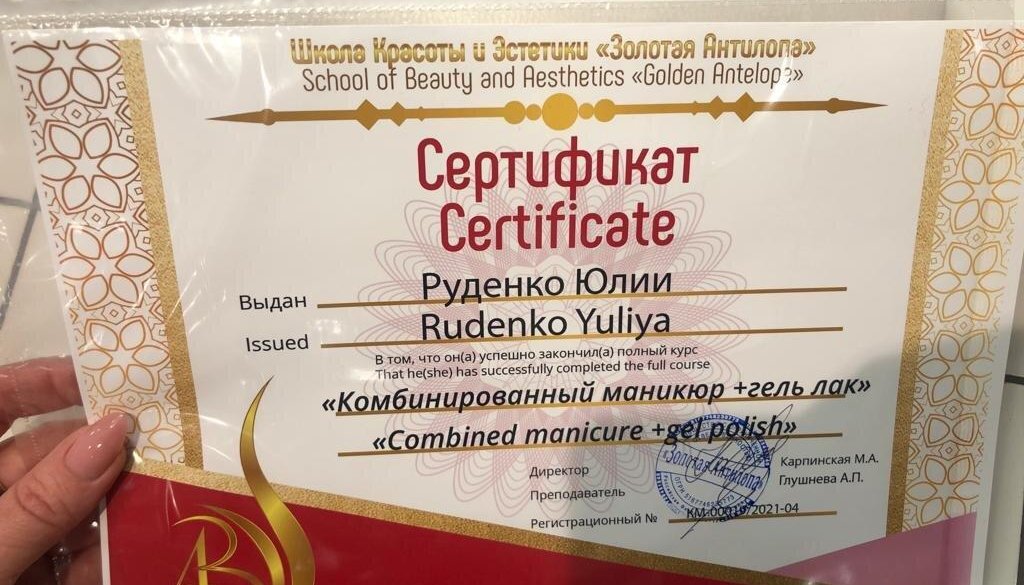 Школа Красоты и Эстетики «Золотая Антилопа»
School of Beauty and Aesthetics «Golden Antelope»
Сертификат
Certificate
Выдан Руденко Юлии
Issued Rudenko Yuliya
В том, что он(а) успешно закончил(а) полный курс
That he(she) has successfully completed the full course
«Комбинированный маникюр +гель лак»
«Combined manicure +gel polish»
Директор Карпинская М.А.
Преподаватель Глушнева А.П.
Регистрационный №
«Золотая Антилопа»